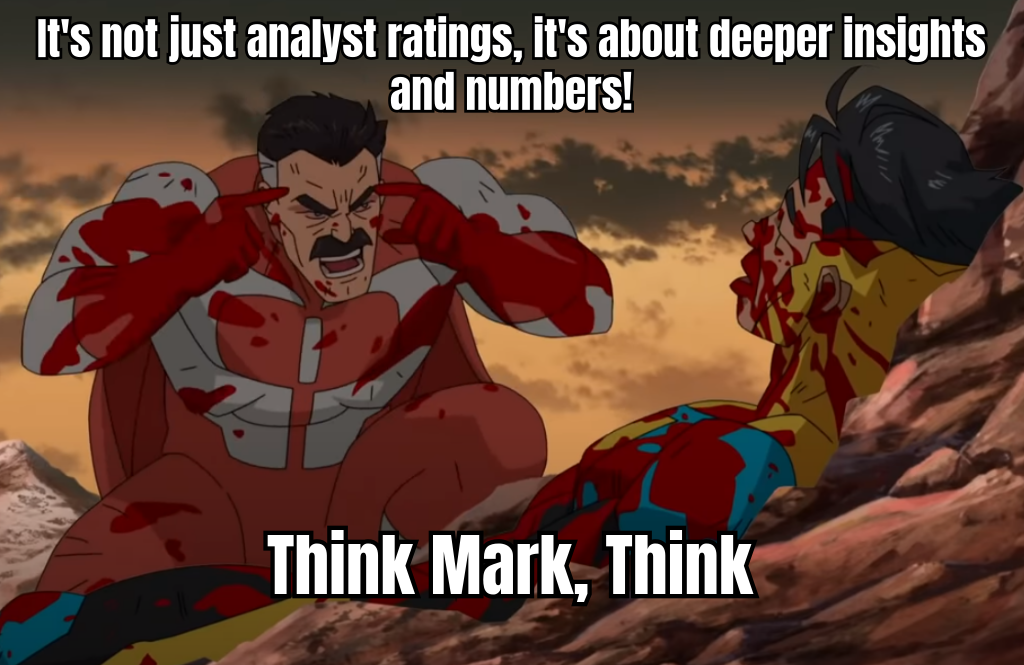 It's not just analyst ratings, it's about deeper insights
and numbers!
Think Mark, Think